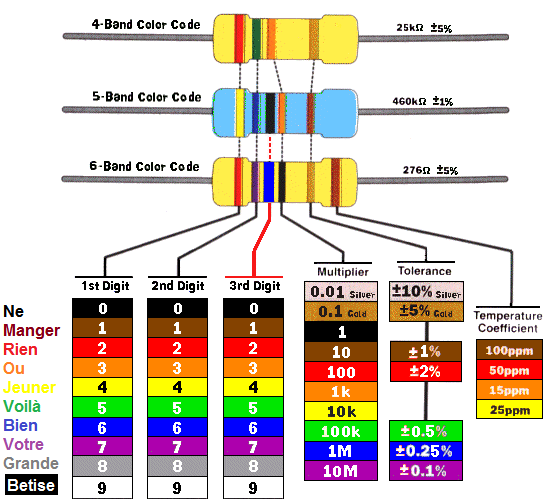 4-Band Color Code
25kΩ ±5%
5-Band Color Code
460kΩ ±1%
6-Band Color Code
276Ω ±5%
1st Digit 2nd Digit 3rd Digit Multiplier Tolerance
Temperature
Coefficient
0.01 Silver ±10% Silver
0.1 Gold ±5% Gold
Ne 0 0 0 1
Manger 1 1 1 10 ±1% 100ppm
Rien 2 2 2 100 ±2% 50ppm
Ou 3 3 3 1k 15ppm
Jeuner 4 4 4 10k 25ppm
Voilà 5 5 5 100k ±0.5%
Bien 6 6 6 1M ±0.25%
Votre 7 7 7 10M ±0.1%
Grande 8 8 8
Betise 9 9 9